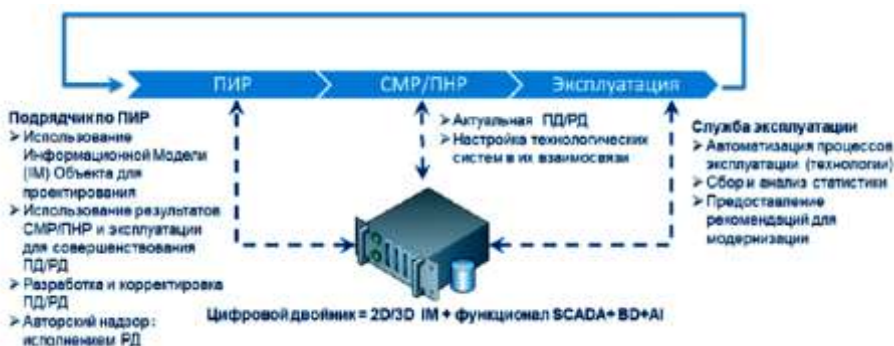 ПИР
СМР/ПНР
Эксплуатация
Подрядчик по ПИР
➢ Использование
Информационной Модели
(IM) Объекта для
проектирования
➢ Использование результатов
СМР/ПНР и эксплуатации
для совершенствования
ПД/РД
➢ Разработка и корректировка
ПД/РД
➢ Авторский надзор :
исполнением РД
➢ Актуальная ПД/РД
➢ Настройка технологических
систем в их взаимосвязи
Служба эксплуатации
➢ Автоматизация процессов
эксплуатации (технологии)
➢ Сбор и анализ статистики
➢ Предоставление
рекомендаций для
модернизации
Цифровой двойник = 2D/3D IM + функционал SCADA+ BD+AI